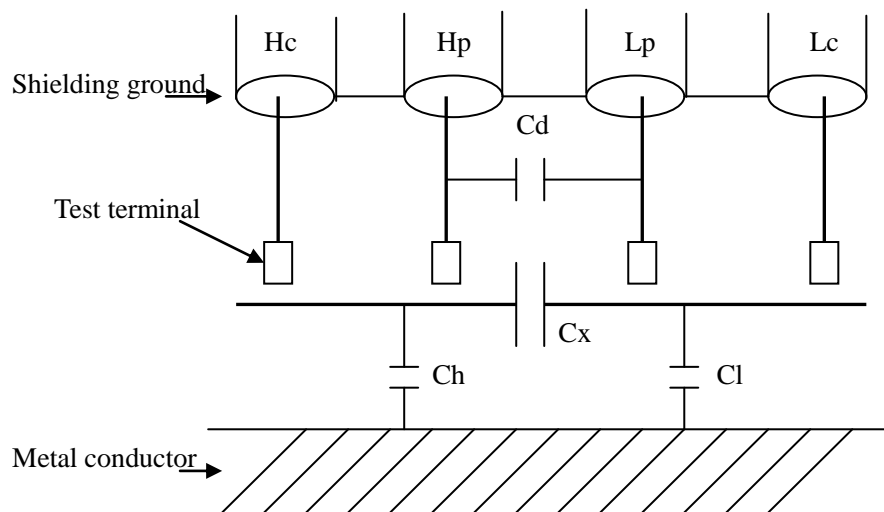 Hc
Hp
Lp
Lc
Shielding ground
Cd
Test terminal
Cx
Ch
Cl
Metal conductor